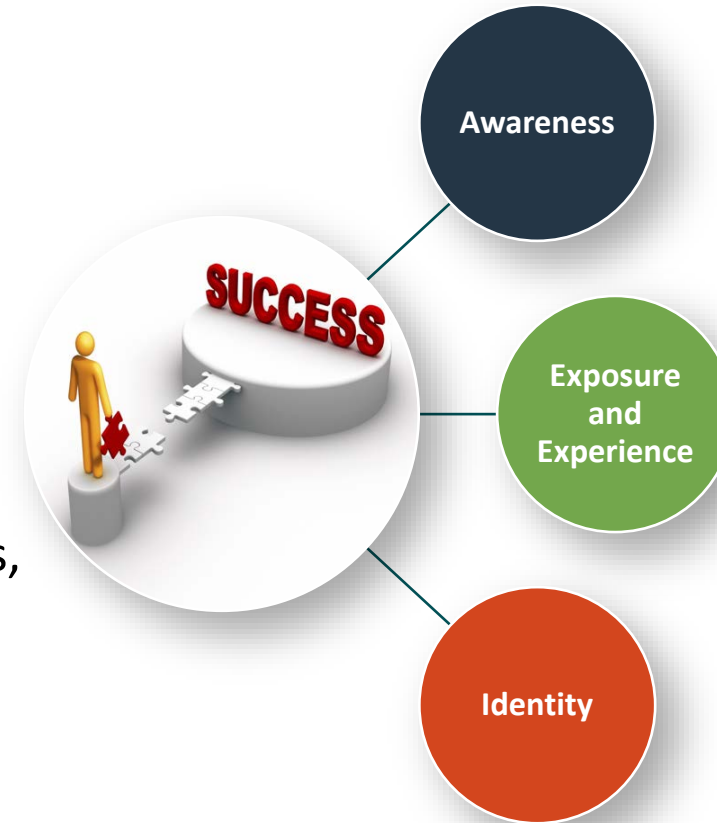 Awareness
SUCCESS
Exposure
and
Experience
s,
Identity